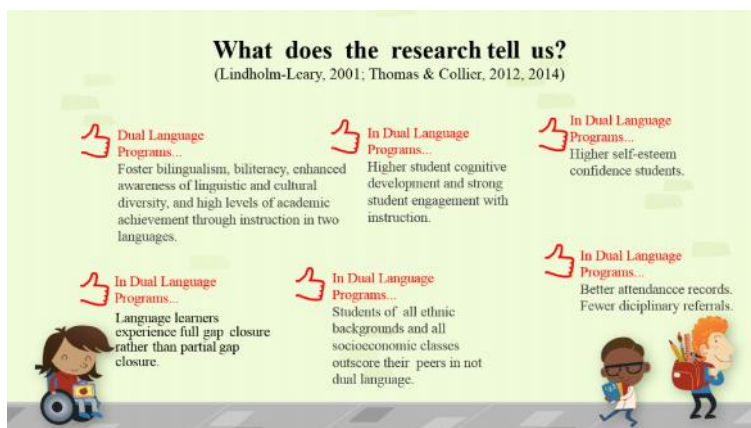 What does the research tell us?
(Lindholm-Leary, 2001; Thomas & Collier, 2012, 2014)
Dual Language
Programs...
Foster bilingualism, biliteracy, enhanced
awareness of linguistic and cultural
diversity, and high levels of academic
achievement through instruction in two
languages.
In Dual Language
Programs...
Higher student cognitive
development and strong
student engagement with
instruction.
In Dual Language
Programs...
Higher self-esteem
confidence students.
In Dual Language
Programs...
Language learners
experience full gap closure
rather than partial gap
closure.
In Dual Language
Programs...
Students of all ethnic
backgrounds and all
socioeconomic classes
outscore their peers in not
dual language.
In Dual Language
Programs...
Better attendancce records.
Fewer diciplinary referrals.